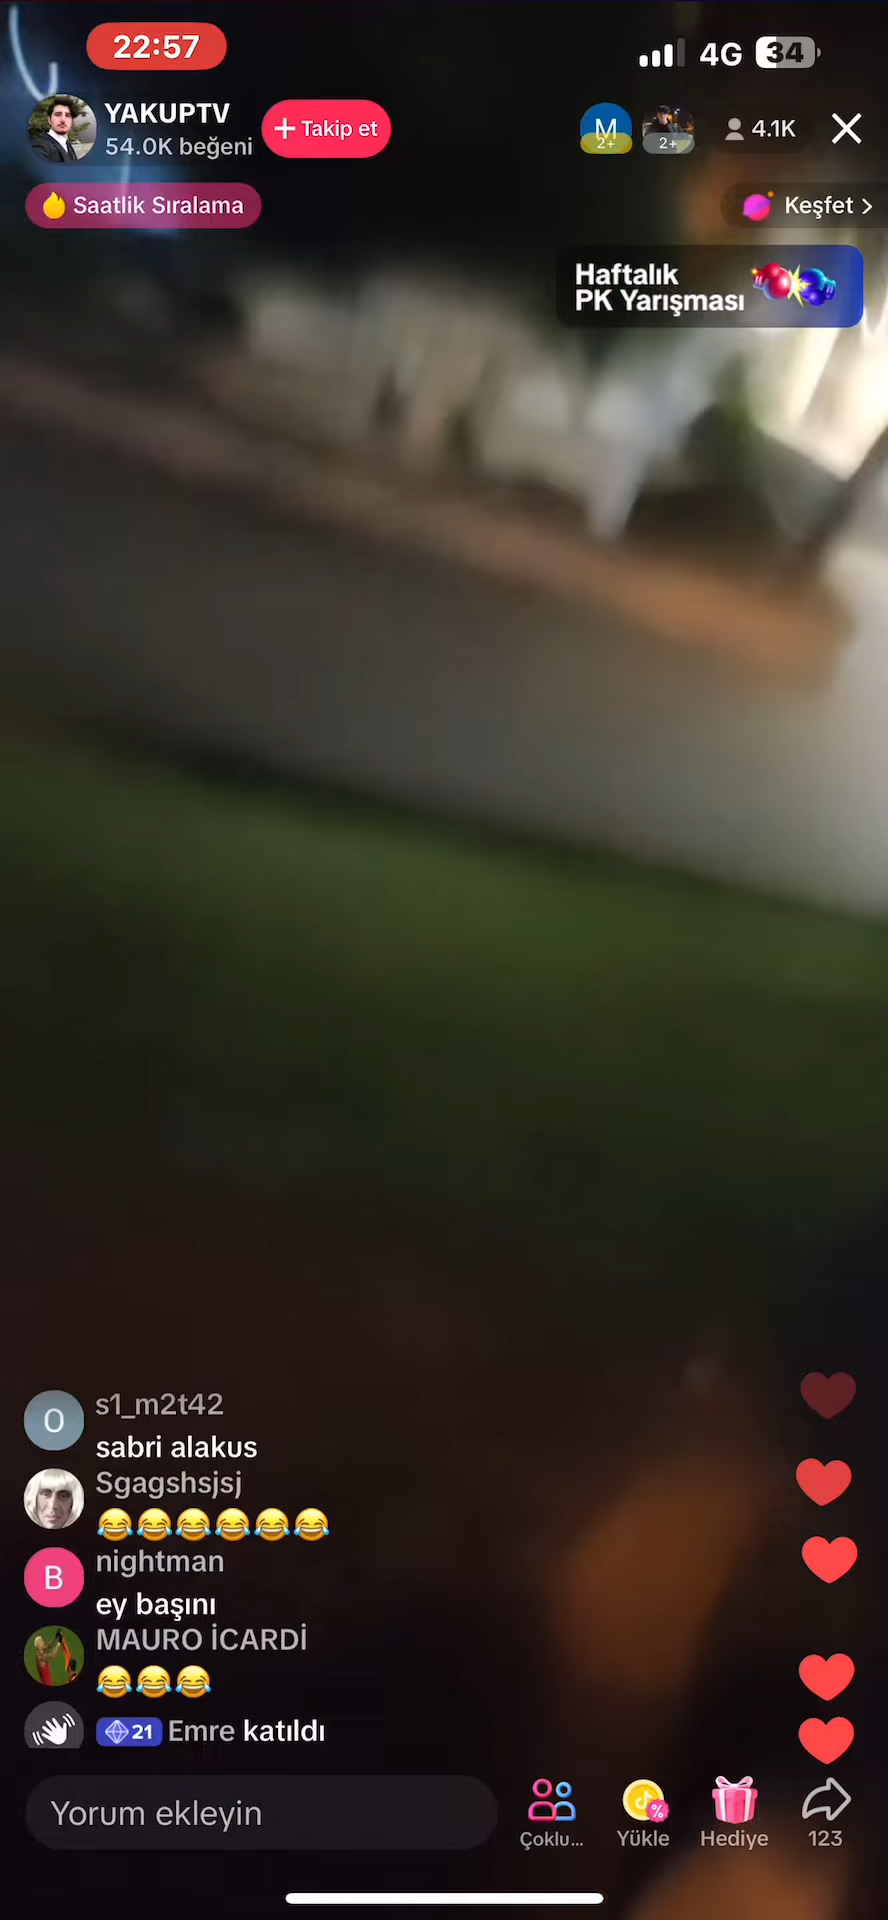 22:57
4G
34
YAKUPTV
54.0K beğeni
+ Takip et
M
2+
2+
4.1K
Saatlik Sıralama
Keşfet >
Haftalık
PK Yarışması
O
s1_m2t42
sabri alakus
Sgagshsjsj
😂😂😂😂😂😂
B
nightman
ey başını
MAURO İCARDİ
😂😂😂
21 Emre katıldı
Yorum ekleyin
Çoklu...
Yükle
Hediye
123